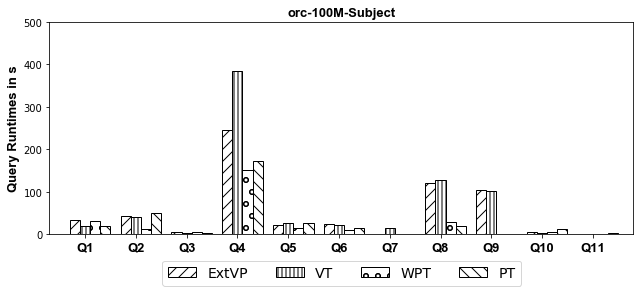 orc-100M-Subject
Query Runtimes in s
500
400
300
200
100
0
Q1 Q2 Q3 Q4 Q5 Q6 Q7 Q8 Q9 Q10 Q11
ExtVP VT WPT PT